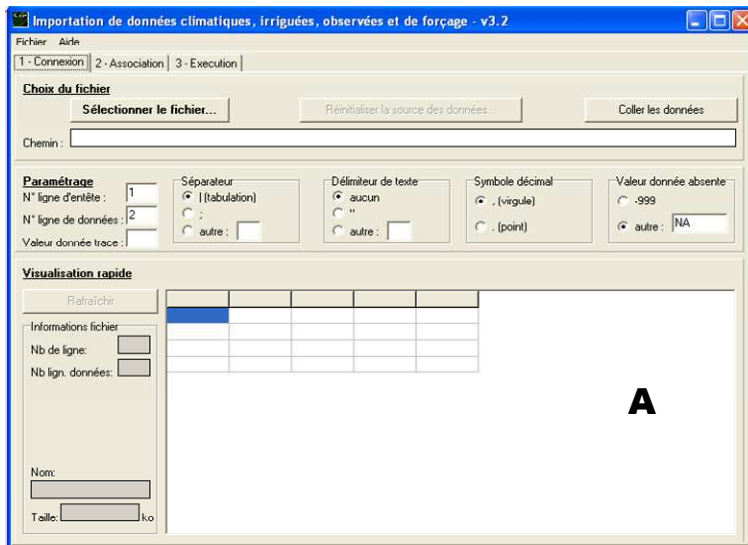 Importation de données climatiques, irriguées, observées et de forçage - v3.2
Fichier Aide
1 - Connexion 2 - Association 3 - Execution
Choix du fichier
Sélectionner le fichier... Réinitialiser la source des données... Coller les données
Chemin :
Paramétrage Séparateur Délimiteur de texte Symbole décimal Valeur donnée absente
N° ligne d'entête : 1 | (tabulation) aucun , (virgule) -999
N° ligne de données : 2 ; " . (point) autre : NA
Valeur donnée trace : autre : autre :
Visualisation rapide
Rafraîchir
Informations fichier
Nb de ligne:
Nb lign. données:
A
Nom:
Taille: ko